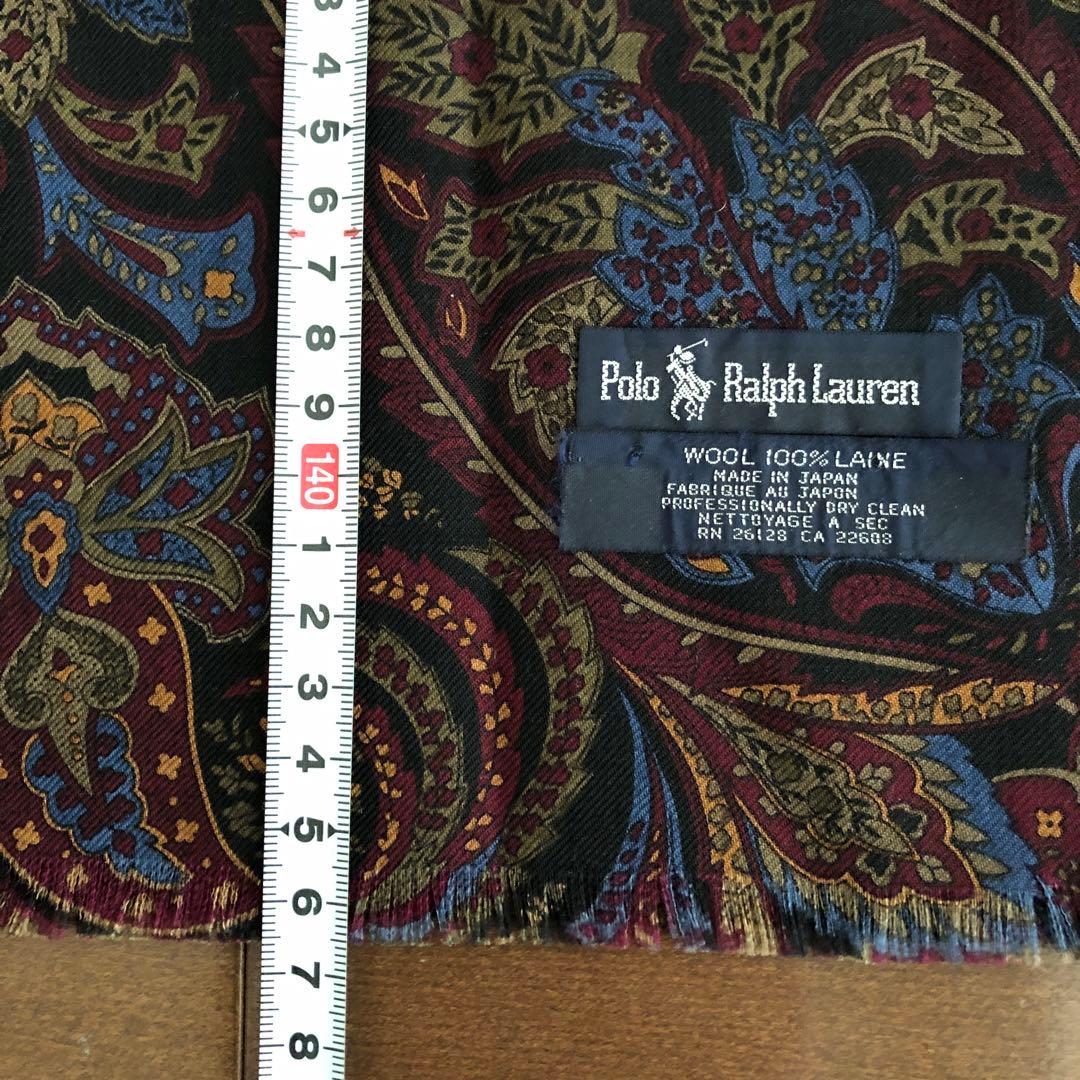 3
4
5
6
7
8
9
140
1
2
3
4
5
6
7
8
Polo Ralph Lauren
WOOL 100% LAINE
MADE IN JAPAN
FABRIQUE AU JAPON
PROFESSIONALLY DRY CLEAN
NETTOYAGE A SEC
RN 26128 CA 22608